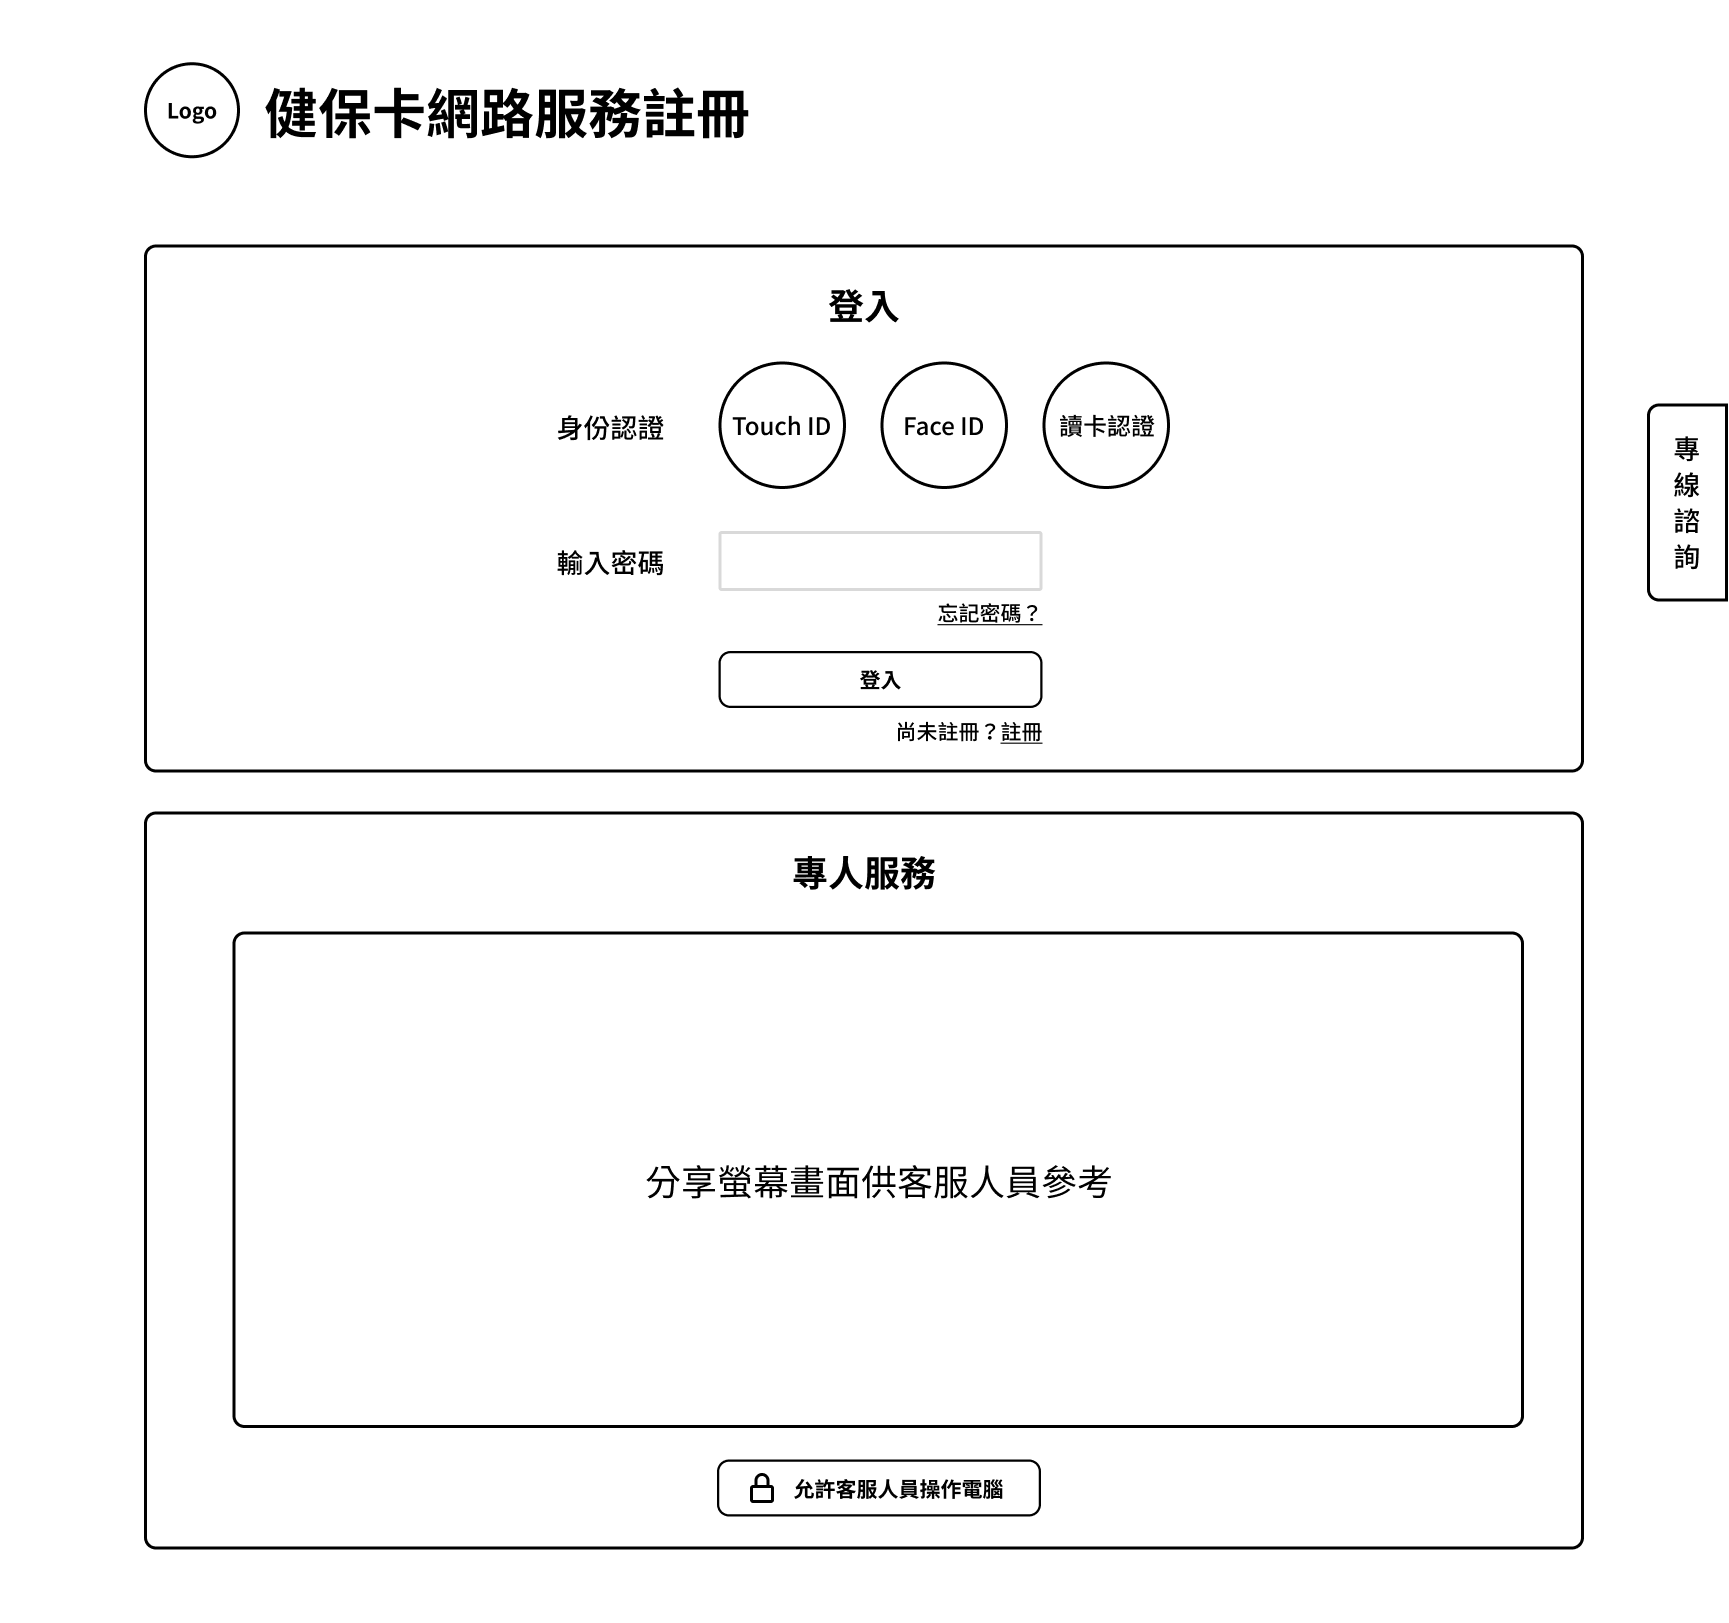 Logo
健保卡網路服務註冊
登入
身份認證
Touch ID
Face ID
讀卡認證
輸入密碼
忘記密碼？
登入
尚未註冊？註冊
專線諮詢
專人服務
分享螢幕畫面供客服人員參考
允許客服人員操作電腦